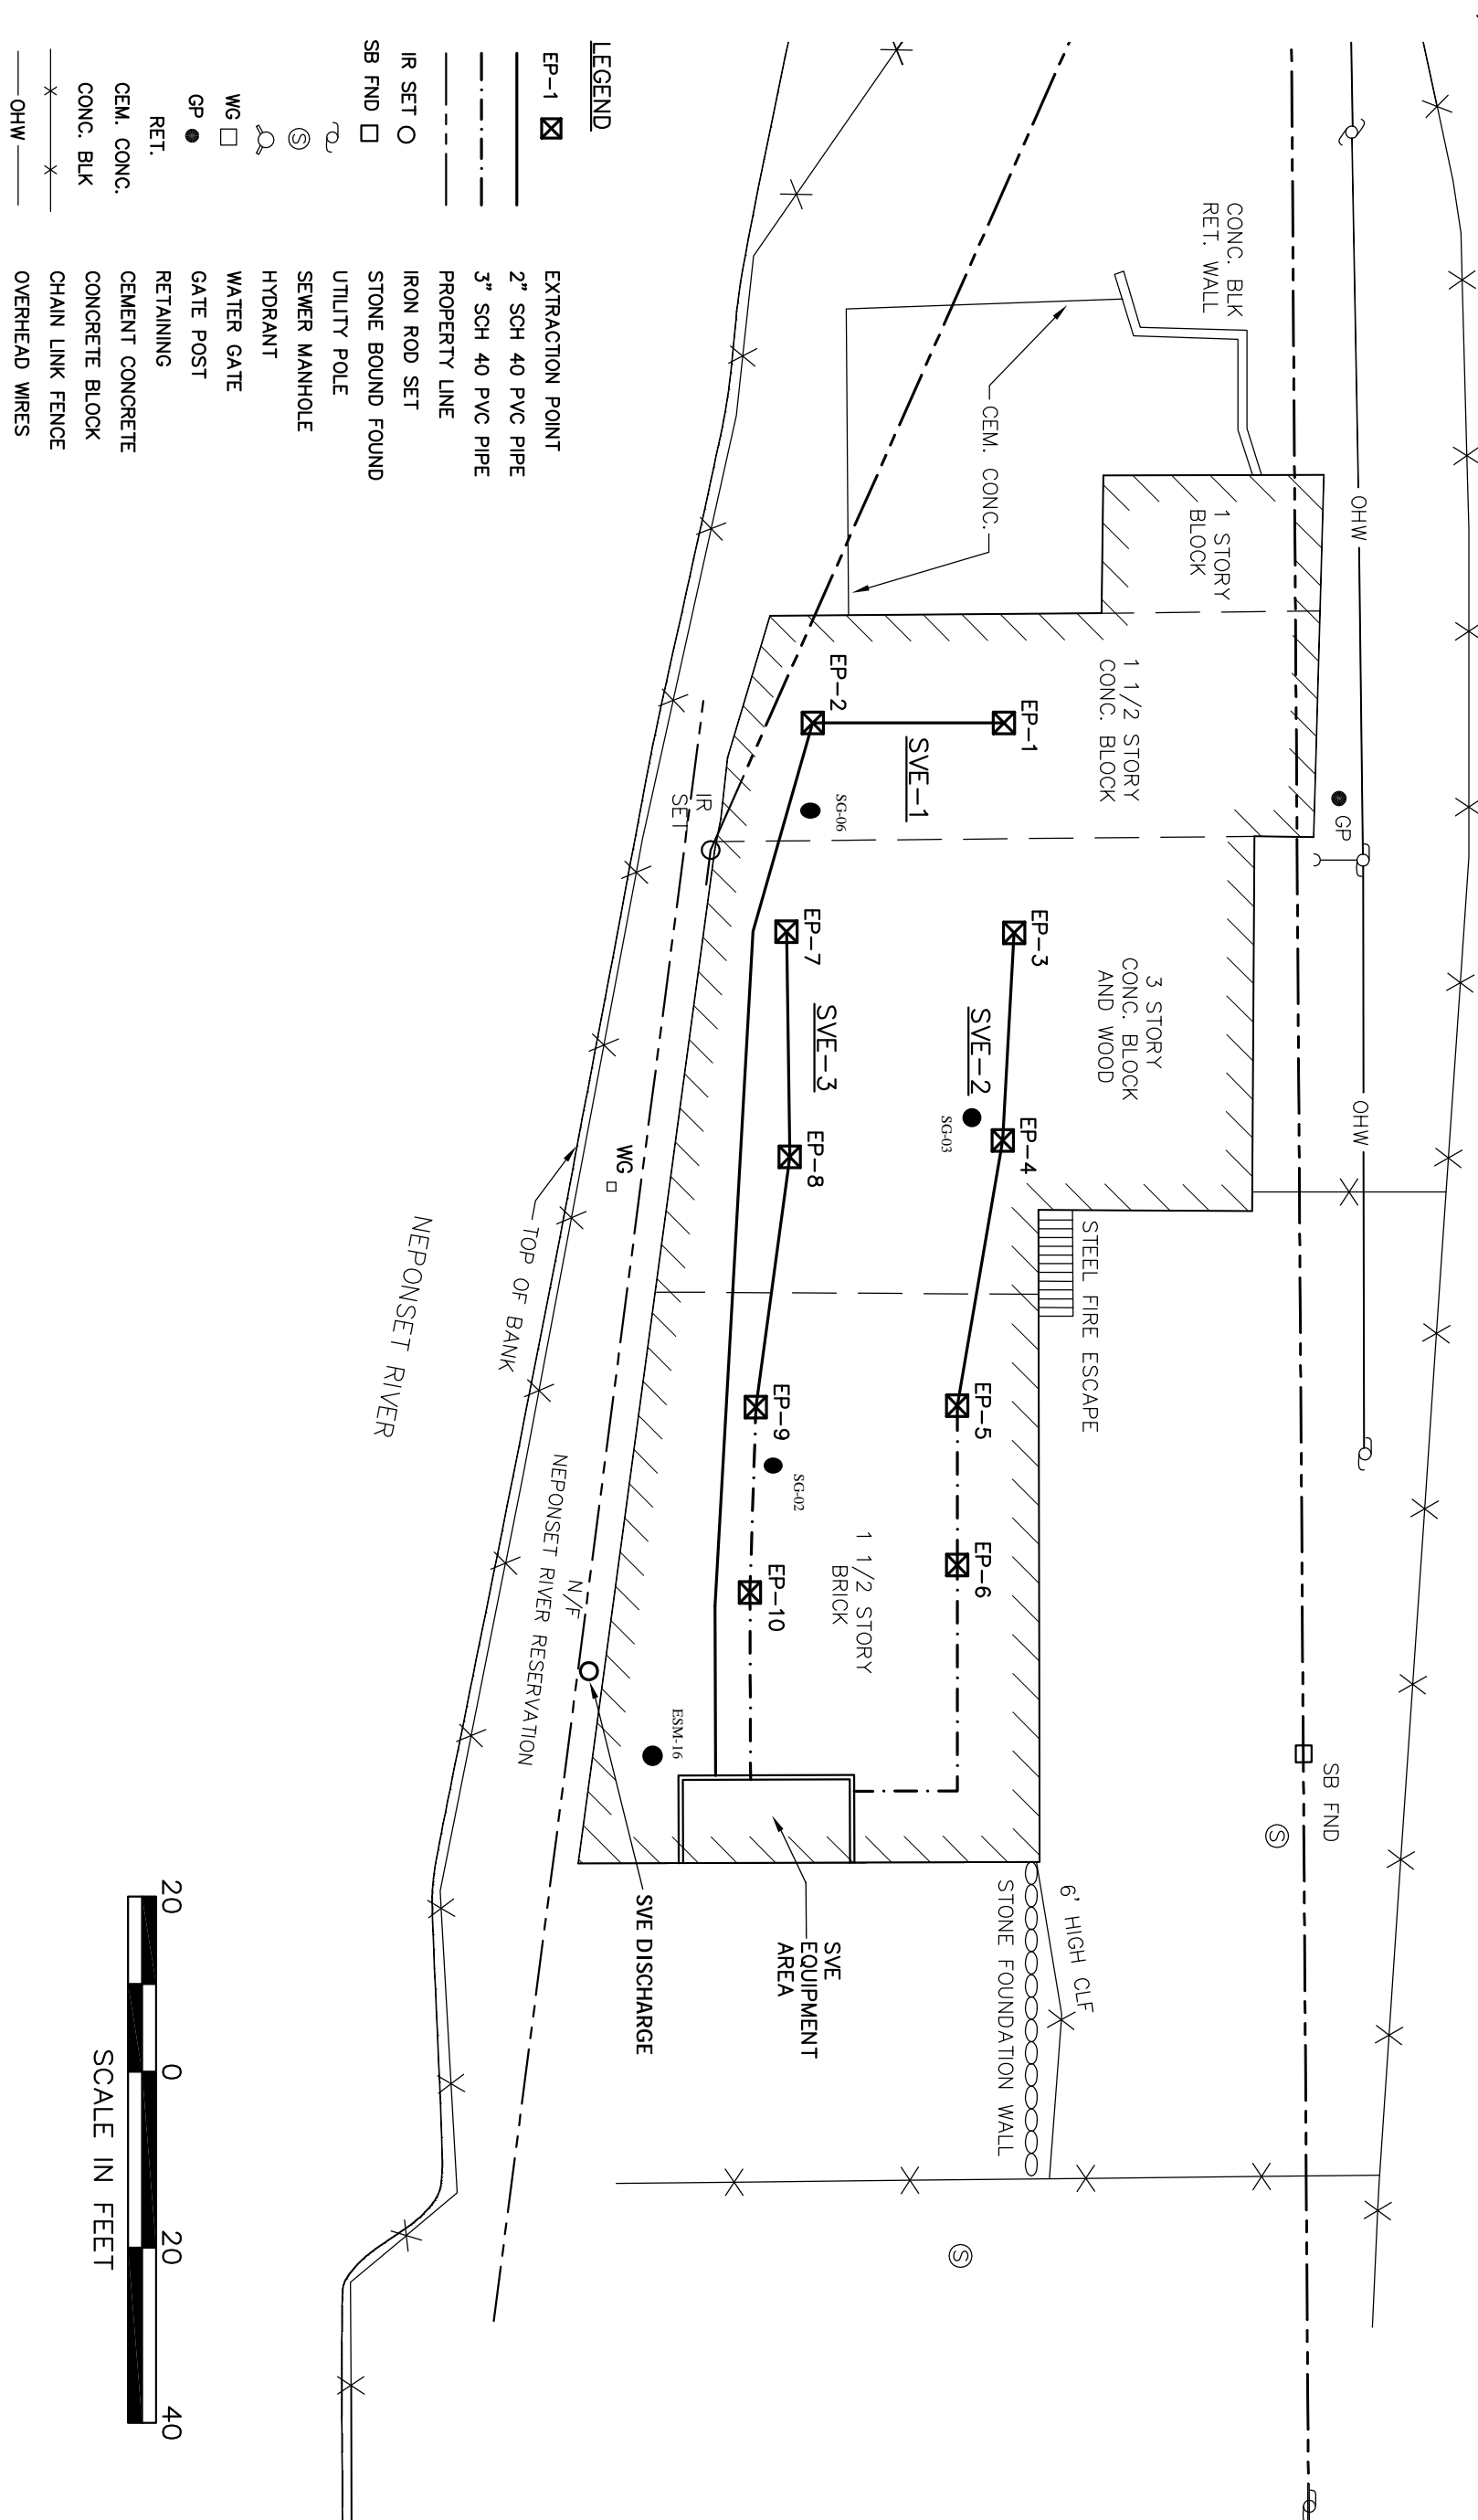 CONC. BLK
RET. WALL
CEM. CONC.
OHW
1 STORY
BLOCK
1 1/2 STORY
CONC. BLOCK
GP
EP-1
EP-2
SVE-1
SG-06
IR
SET
3 STORY
CONC. BLOCK
AND WOOD
OHW
EP-3
EP-7
SVE-2
SVE-3
SG-03
EP-4
EP-8
WG
STEEL FIRE ESCAPE
TOP OF BANK
NEPONSET RIVER
EP-5
EP-9
SG-02
EP-6
EP-10
1 1/2 STORY
BRICK
N/F
NEPONSET RIVER RESERVATION
ESM-16
SB FND
S
6' HIGH CLF
STONE FOUNDATION WALL
SVE
EQUIPMENT
AREA
SVE DISCHARGE
S
LEGEND
EP-1 EXTRACTION POINT
2" SCH 40 PVC PIPE
3" SCH 40 PVC PIPE
PROPERTY LINE
IR SET IRON ROD SET
SB FND STONE BOUND FOUND
UTILITY POLE
S SEWER MANHOLE
HYDRANT
WG WATER GATE
GP GATE POST
RET. RETAINING
CEM. CONC. CEMENT CONCRETE
CONC. BLK CONCRETE BLOCK
CHAIN LINK FENCE
OHW OVERHEAD WIRES
20 0 20 40
SCALE IN FEET